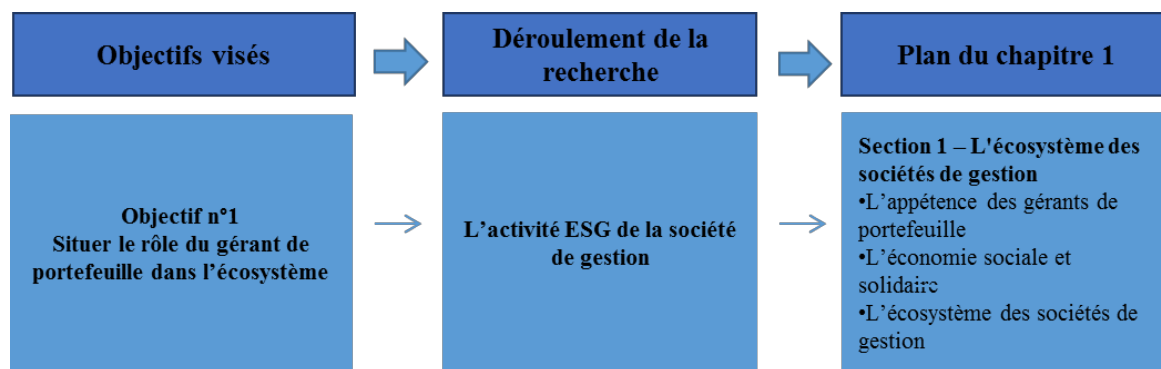 Objectifs visés
Déroulement de la
recherche
Plan du chapitre 1
Objectif n°1
Situer le rôle du gérant de
portefeuille dans l’écosystème
L’activité ESG de la société
de gestion
Section 1 – L'écosystème des
sociétés de gestion
•L’appétence des gérants de
portefeuille
•L’économie sociale et
solidaire
•L’écosystème des sociétés de
gestion